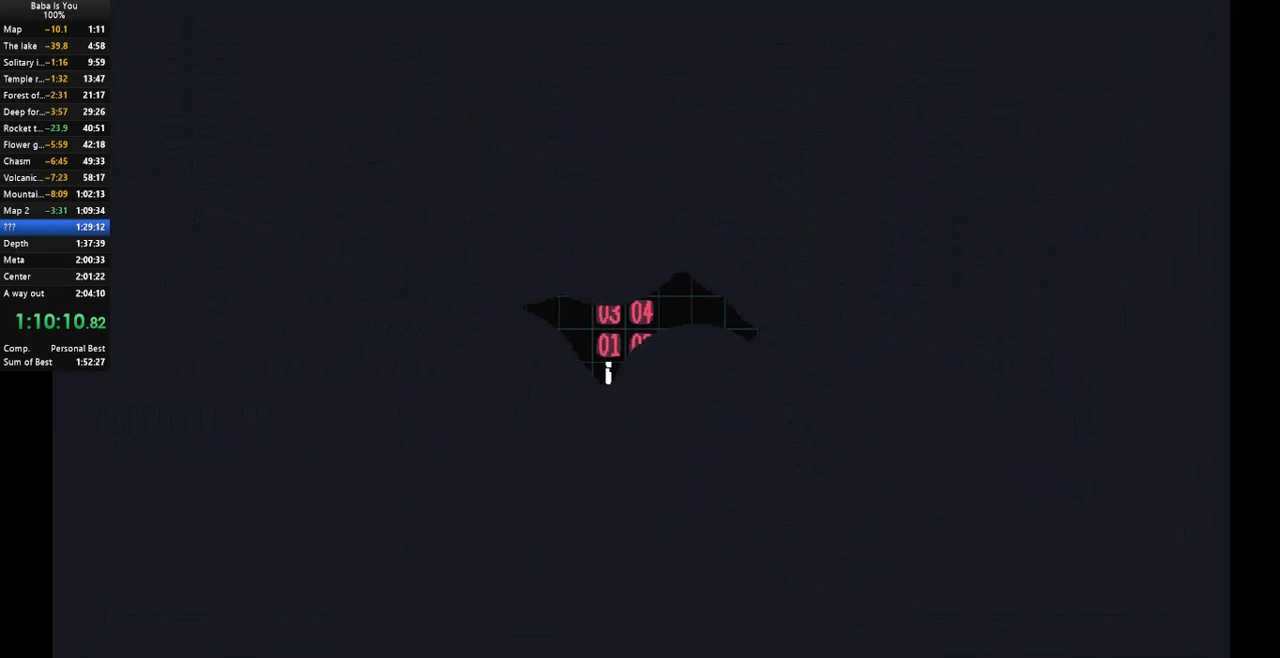 Baba Is You
100%
Map −10.1 1:11
The lake −39.8 4:58
Solitary i...−1:16 9:59
Temple r...−1:32 13:47
Forest of...−2:31 21:17
Deep for...−3:57 29:26
Rocket t...−23.9 40:51
Flower g...−5:59 42:18
Chasm −6:45 49:33
Volcanic...−7:23 58:17
Mountai...−8:09 1:02:13
Map 2 −3:31 1:09:34
??? 1:29:12
Depth 1:37:39
Meta 2:00:33
Center 2:01:22
A way out 2:04:10
1:10:10.82
Comp. Personal Best
Sum of Best 1:52:27
03 04
01